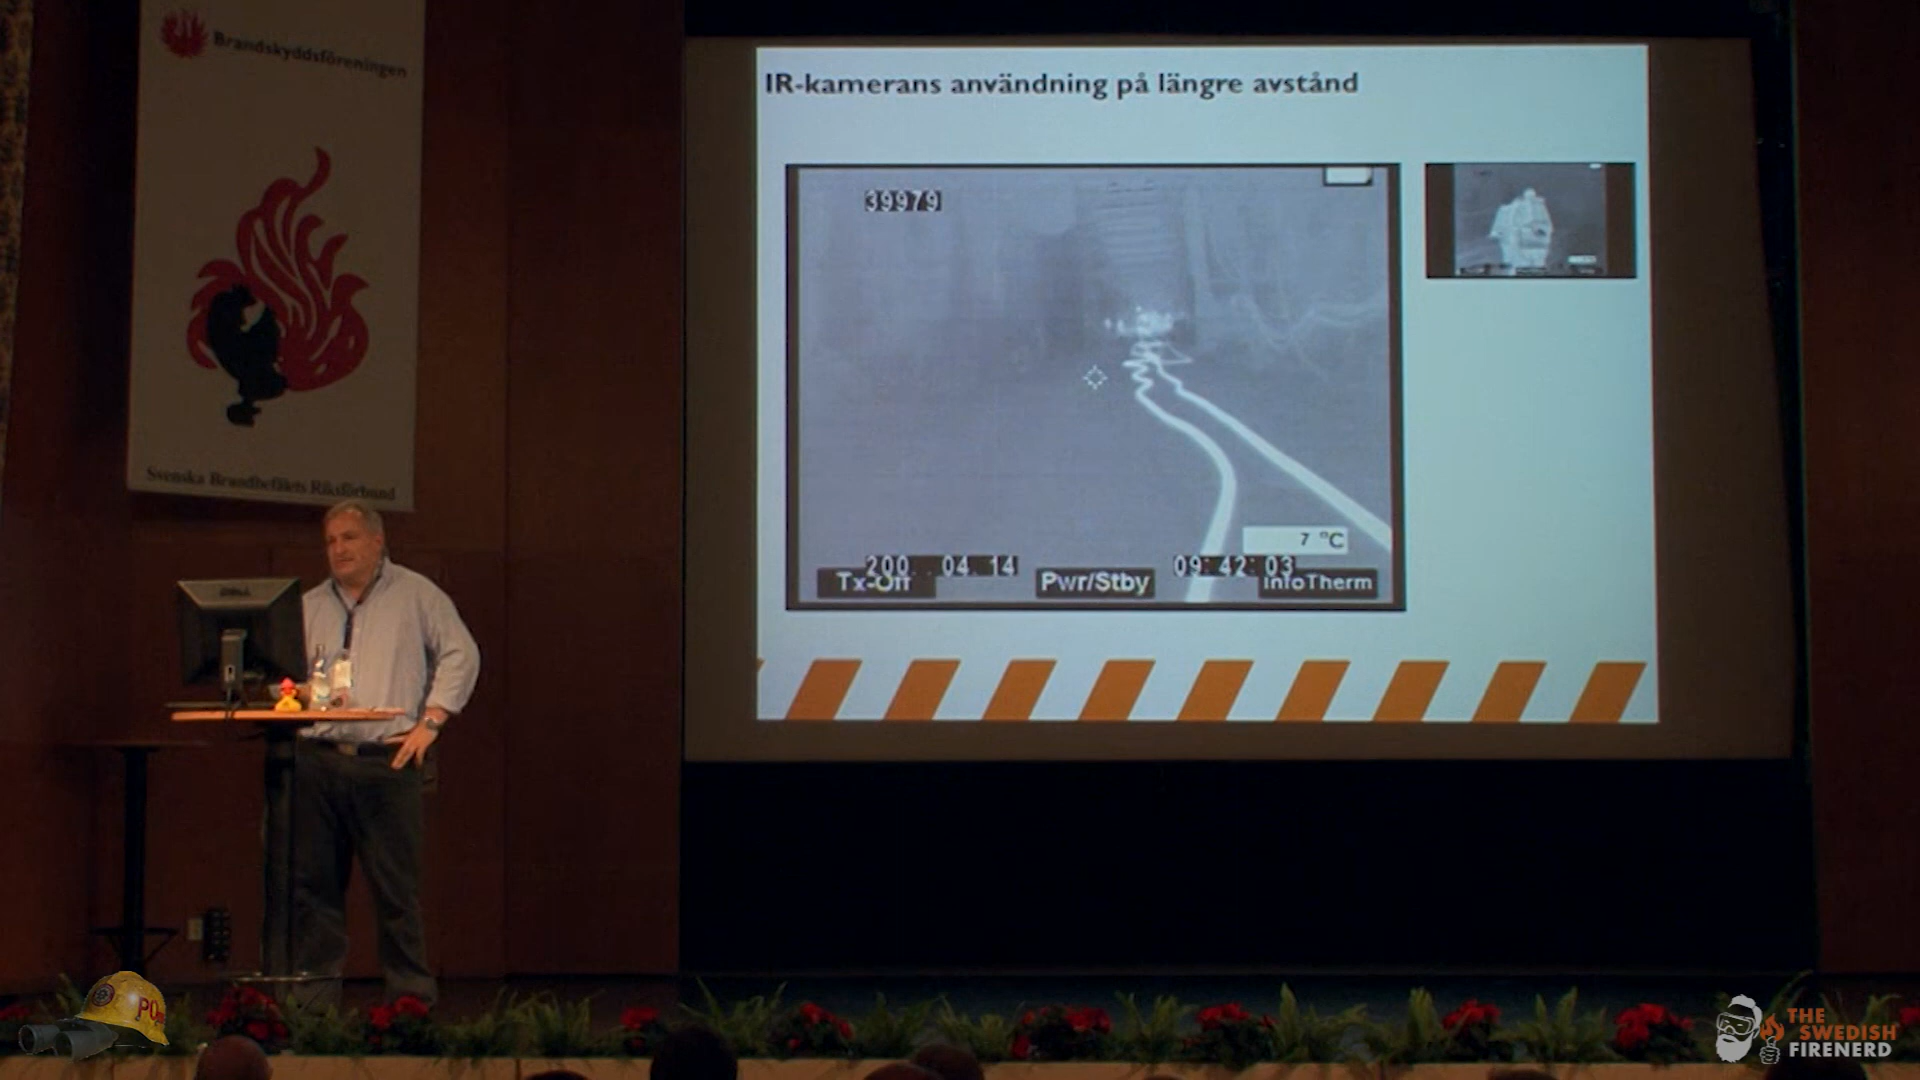 Brandskyddsföreningen
Svenska Brandbefälets Riksförbund
IR-kamerans användning på längre avstånd
39979
7 °C
200 04 14
09:42:03
Tx-Off
Pwr/Stby
InfoTherm
DELL
THE
SWEDISH
FIRENERD